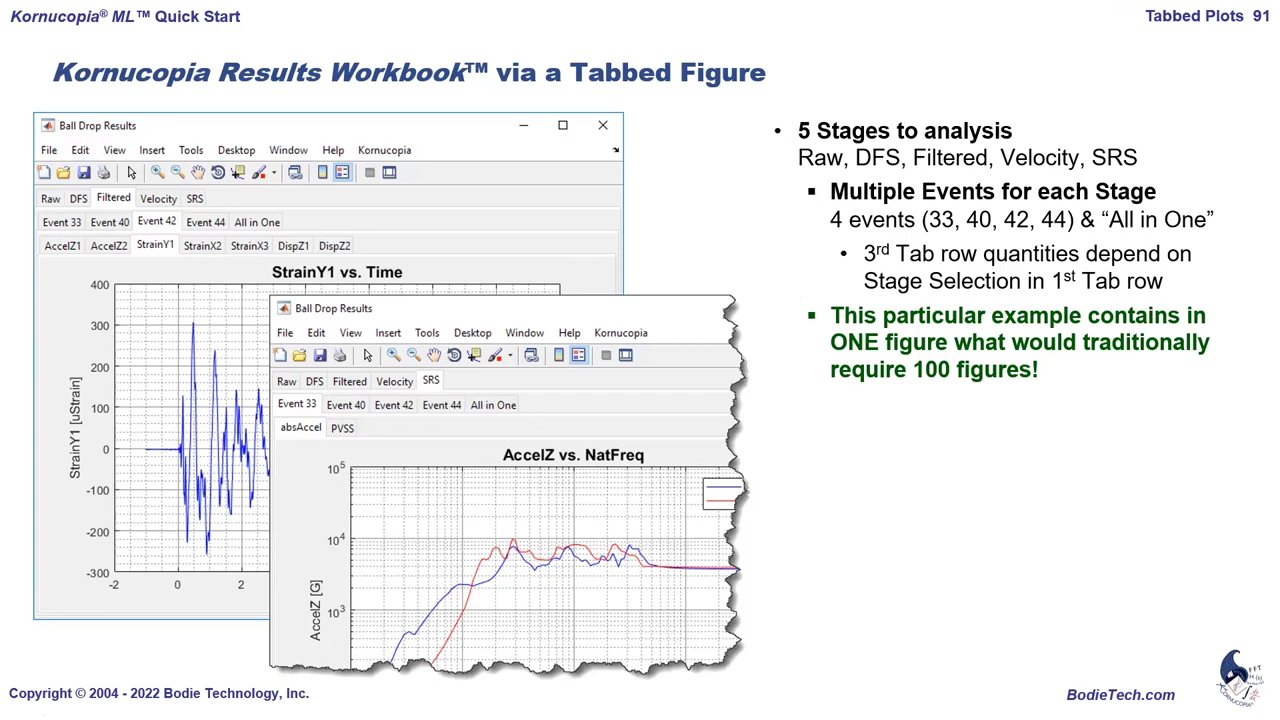 Kornucopia® ML™ Quick Start
Tabbed Plots 91
Kornucopia Results Workbook™ via a Tabbed Figure
Ball Drop Results
File Edit View Insert Tools Desktop Window Help Kornucopia
Raw DFS Filtered Velocity SRS
Event 33 Event 40 Event 42 Event 44 All in One
AccelZ1 AccelZ2 StrainY1 StrainX2 StrainX3 DispZ1 DispZ2
StrainY1 vs. Time
StrainY1 [uStrain]
400
300
200
100
0
-100
-200
-300
-2 0 2
Ball Drop Results
File Edit View Insert Tools Desktop Window Help Kornucopia
Raw DFS Filtered Velocity SRS
Event 33 Event 40 Event 42 Event 44 All in One
absAccel PVSS
AccelZ vs. NatFreq
AccelZ [G]
10⁵
10⁴
10³
• 5 Stages to analysis
Raw, DFS, Filtered, Velocity, SRS
▪ Multiple Events for each Stage
4 events (33, 40, 42, 44) & “All in One”
• 3rd Tab row quantities depend on
Stage Selection in 1st Tab row
▪ This particular example contains in
ONE figure what would traditionally
require 100 figures!
Copyright © 2004 - 2022 Bodie Technology, Inc.
BodieTech.com